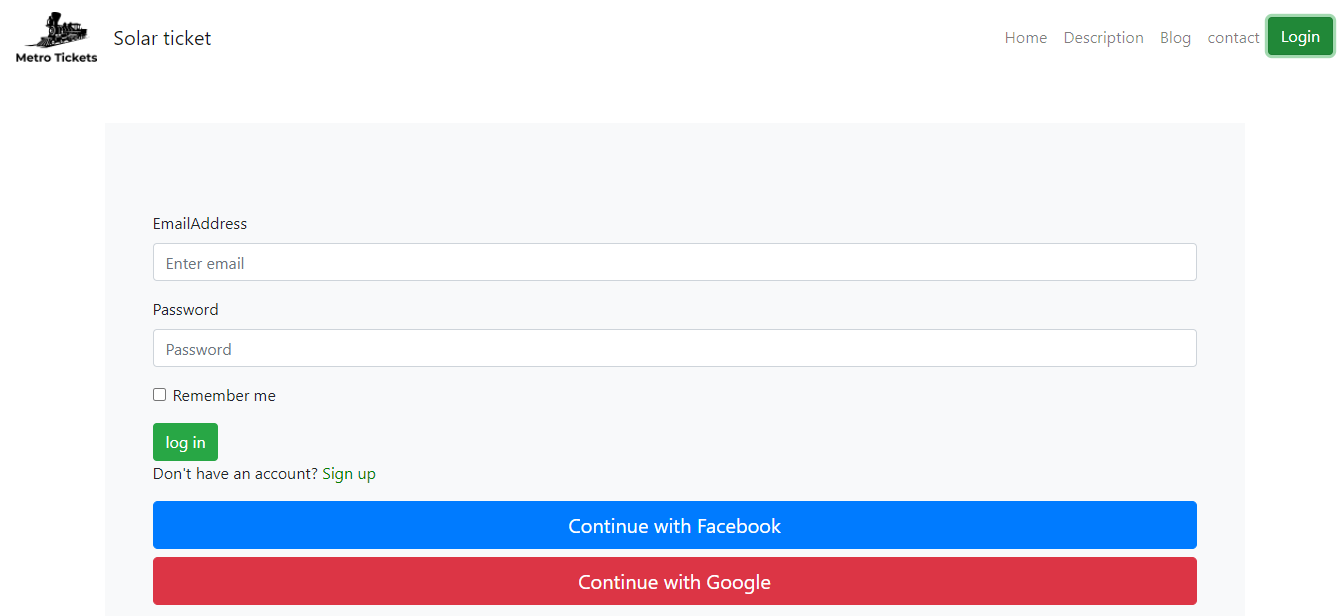 Metro Tickets
Solar ticket
Home Description Blog contact Login
EmailAddress
Enter email
Password
Password
Remember me
log in
Don't have an account? Sign up
Continue with Facebook
Continue with Google